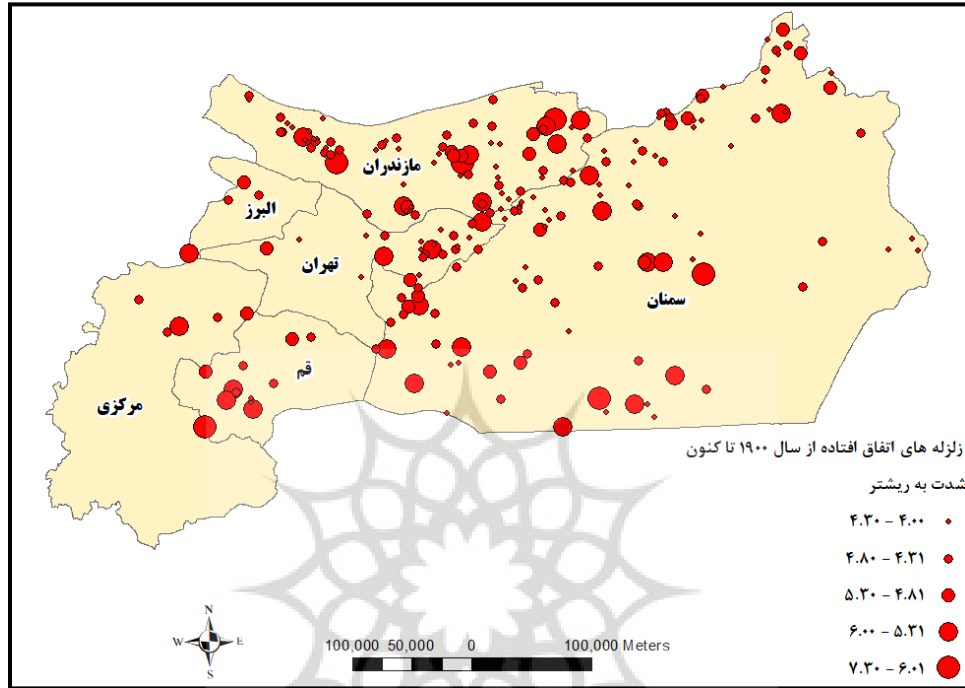 مازندران
البرز
تهران
سمنان
قم
مرکزی
زلزله های اتفاق افتاده از سال ۱۹۰۰ تا کنون
شدت به ریشتر
۴.۳۰ - ۴.۰۰
۴.۸۰ - ۴.۳۱
۵.۳۰ - ۴.۸۱
۶.۰۰ - ۵.۳۱
۷.۳۰ - ۶.۰۱
N
W E
S
100,000 50,000 0 100,000 Meters